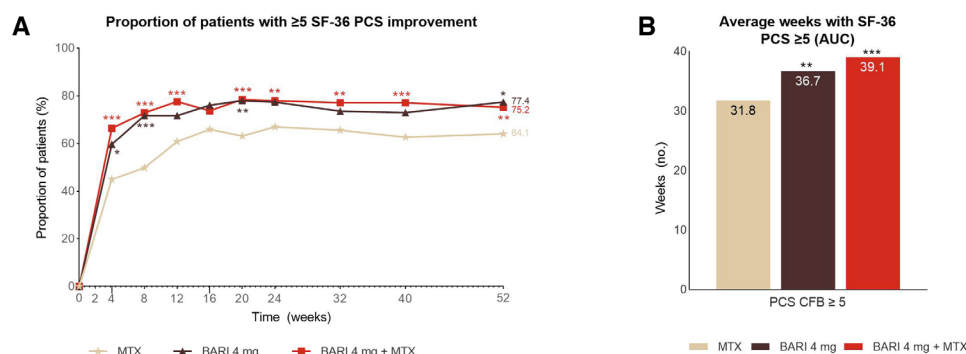 A
Proportion of patients with ≥5 SF-36 PCS improvement
Proportion of patients (%)
100
80
60
40
20
0
***
***
***
***
**
**
***
*
*
***
**
**
77.4
75.2
64.1
0 2 4 8 12 16 20 24 32 40 52
Time (weeks)
MTX BARI 4 mg BARI 4 mg + MTX
B
Average weeks with SF-36
PCS ≥5 (AUC)
Weeks (no.)
40
30
20
10
0
**
***
31.8
36.7
39.1
PCS CFB ≥ 5
MTX BARI 4 mg BARI 4 mg + MTX